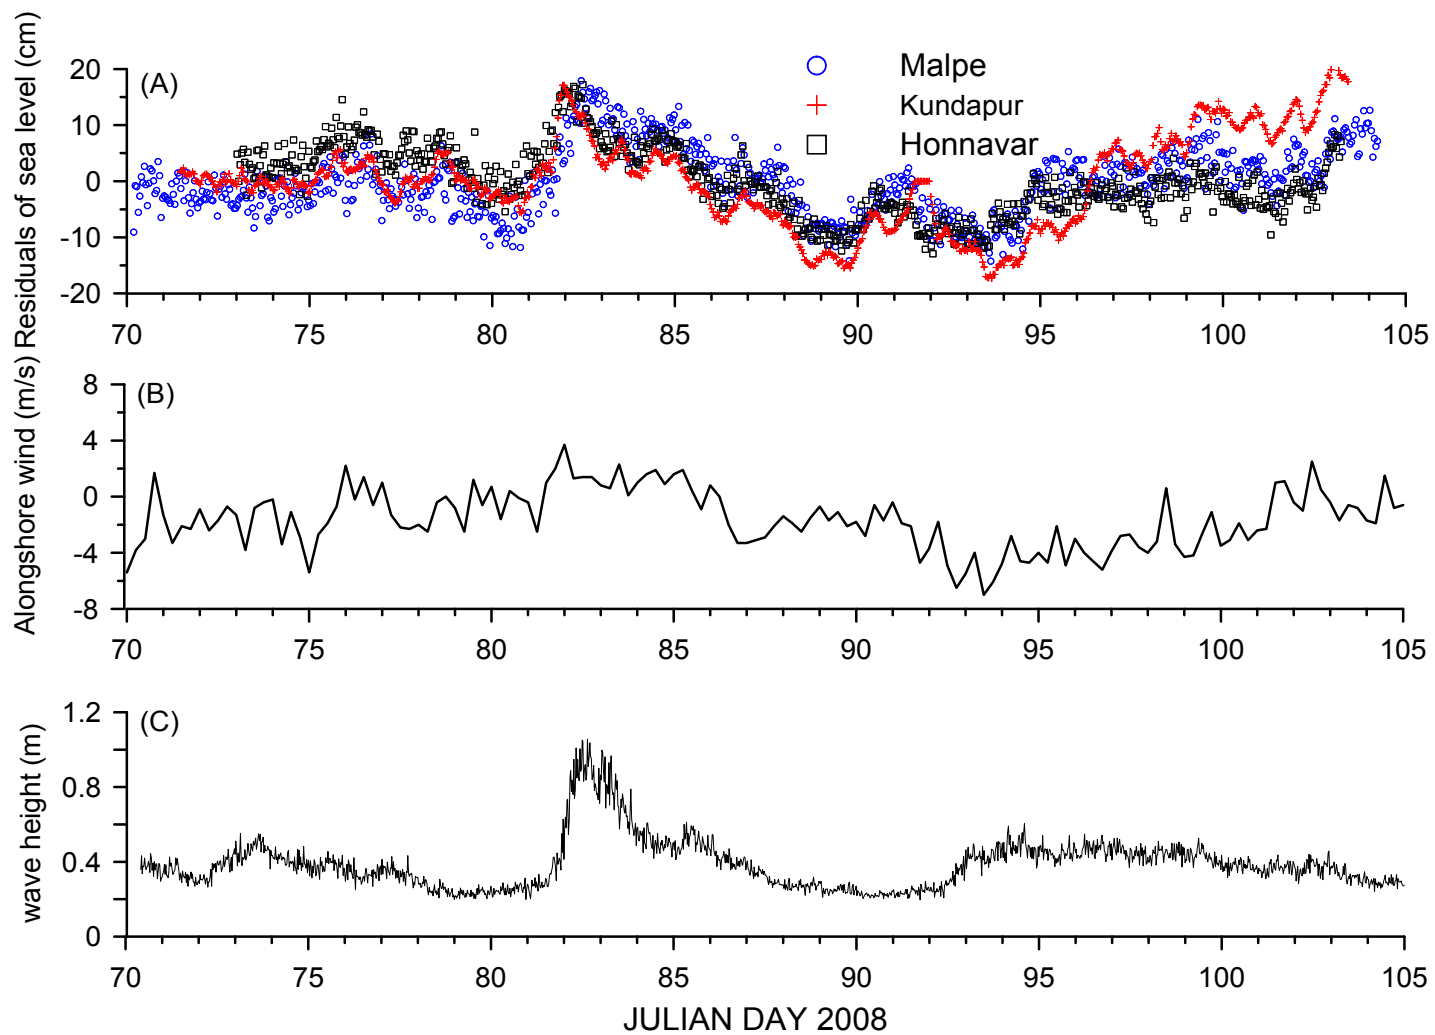 Residuals of sea level (cm)
(A)
Malpe
Kundapur
Honnavar
20
10
0
-10
-20
70 75 80 85 90 95 100 105
Alongshore wind (m/s)
(B)
8
4
0
-4
-8
70 75 80 85 90 95 100 105
wave height (m)
(C)
1.2
0.8
0.4
0
70 75 80 85 90 95 100 105
JULIAN DAY 2008